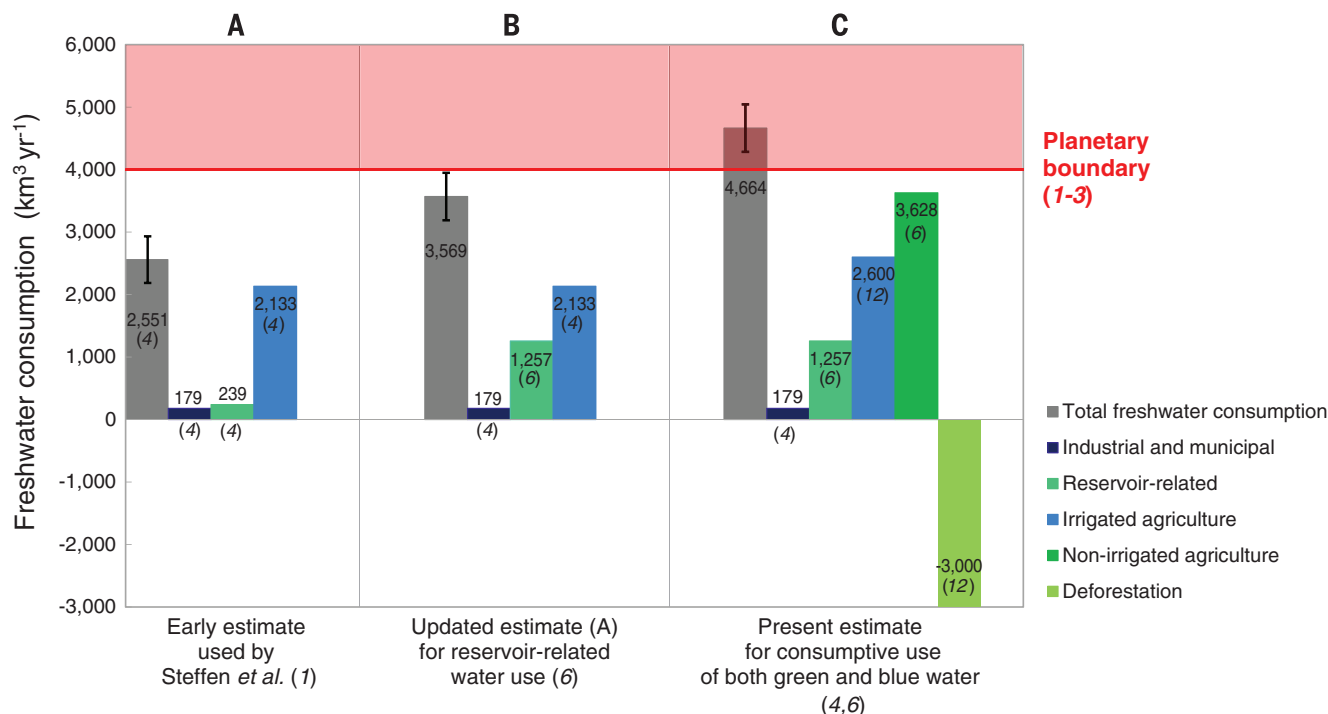 A
B
C
6,000
5,000
4,000
3,000
2,000
1,000
0
-1,000
-2,000
-3,000
Freshwater consumption (km³ yr⁻¹)
2,551
(4)
179
(4)
239
(4)
2,133
(4)
3,569
179
(4)
1,257
(6)
2,133
(4)
4,664
179
(4)
1,257
(6)
2,600
(12)
3,628
(6)
-3,000
(12)
Planetary
boundary
(1-3)
Total freshwater consumption
Industrial and municipal
Reservoir-related
Irrigated agriculture
Non-irrigated agriculture
Deforestation
Early estimate
used by
Steffen et al. (1)
Updated estimate (A)
for reservoir-related
water use (6)
Present estimate
for consumptive use
of both green and blue water
(4,6)